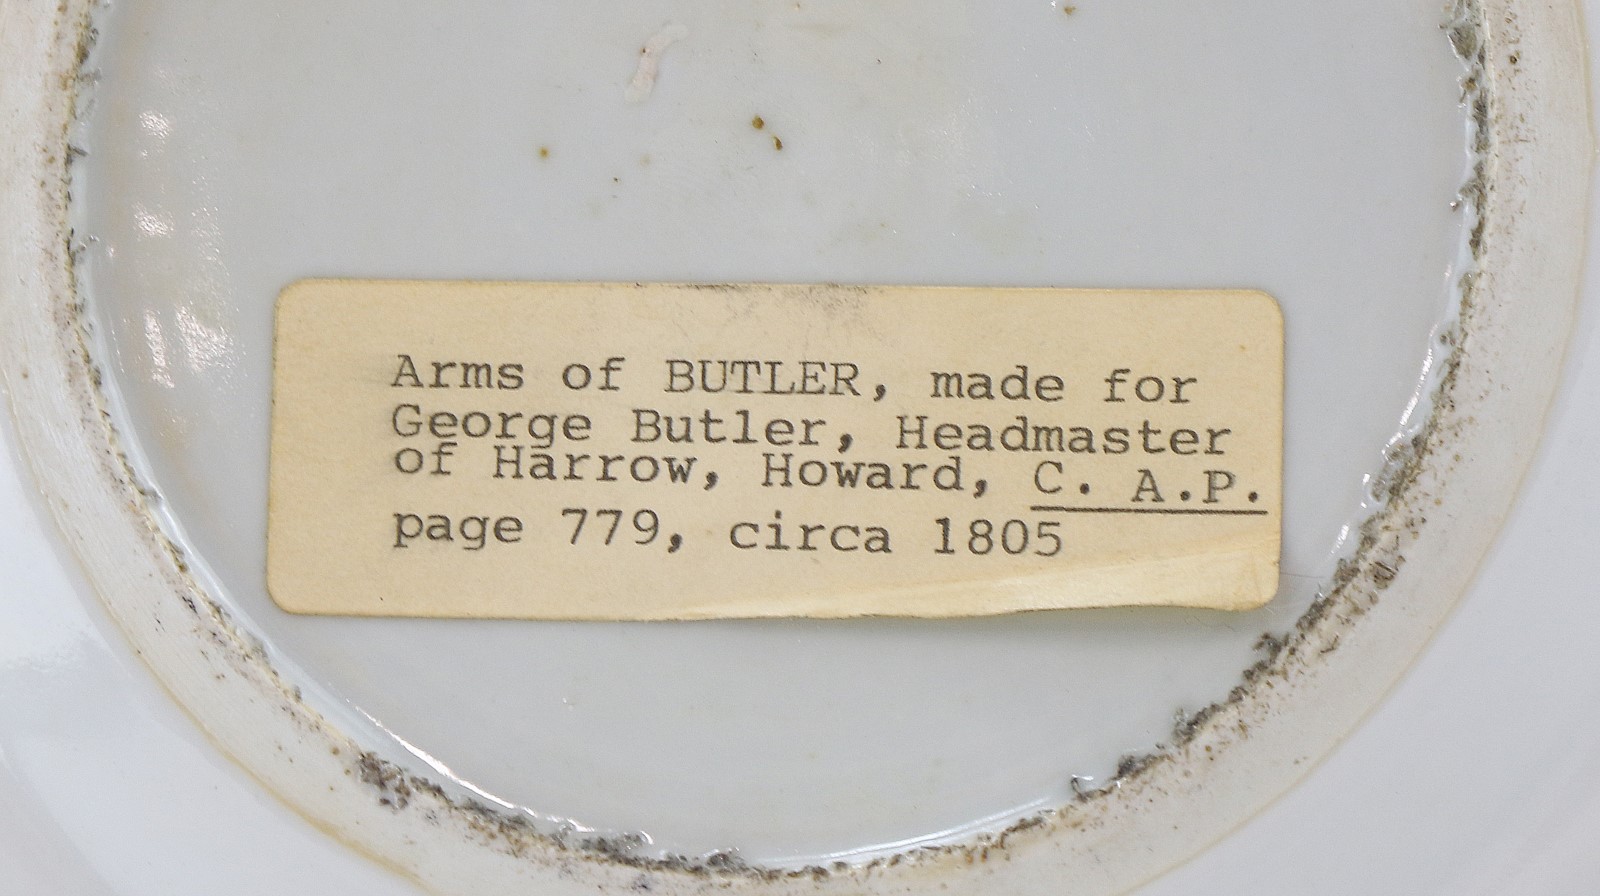 Arms of BUTLER, made for
George Butler, Headmaster
of Harrow, Howard, C. A.P.
page 779, circa 1805